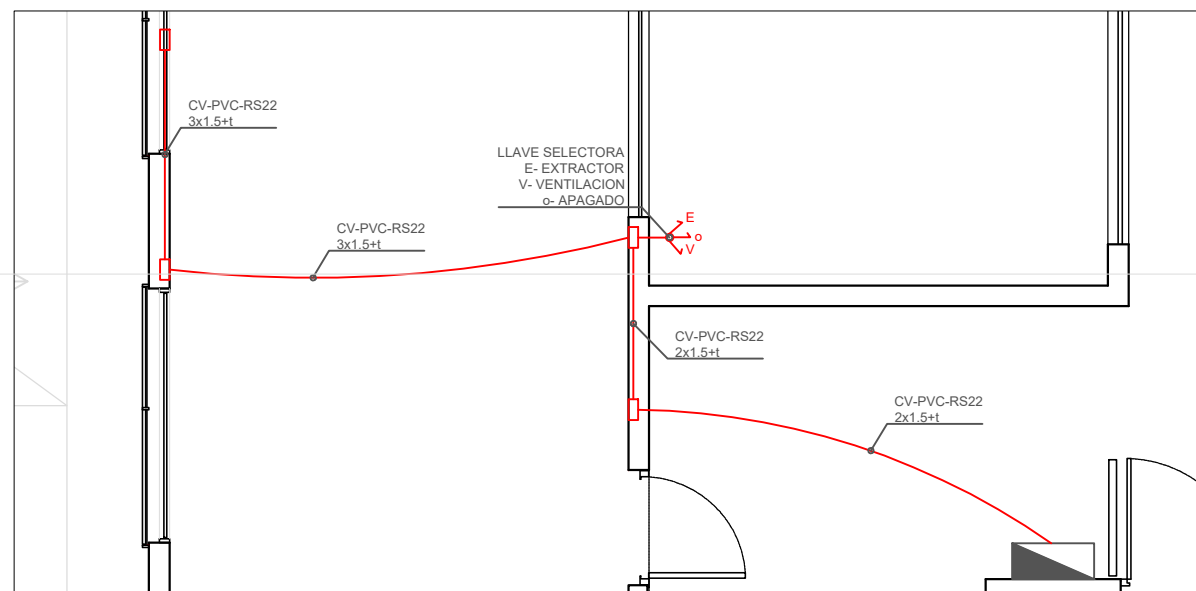 CV-PVC-RS22
3x1.5+t
LLAVE SELECTORA
E- EXTRACTOR
V- VENTILACION
o- APAGADO
E
o
V
CV-PVC-RS22
3x1.5+t
CV-PVC-RS22
2x1.5+t
CV-PVC-RS22
2x1.5+t